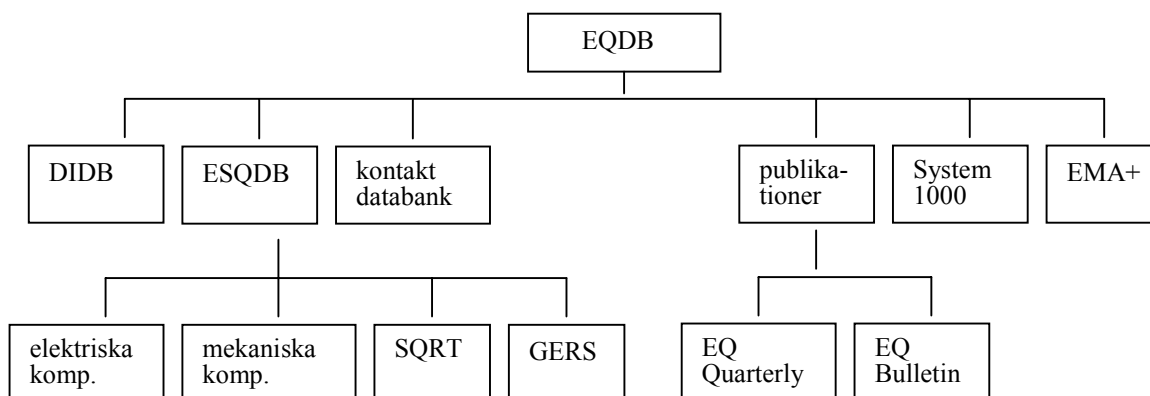 EQDB
DIDB
ESQDB
kontakt
databank
publika-
tioner
System
1000
EMA+
elektriska
komp.
mekaniska
komp.
SQRT
GERS
EQ
Quarterly
EQ
Bulletin